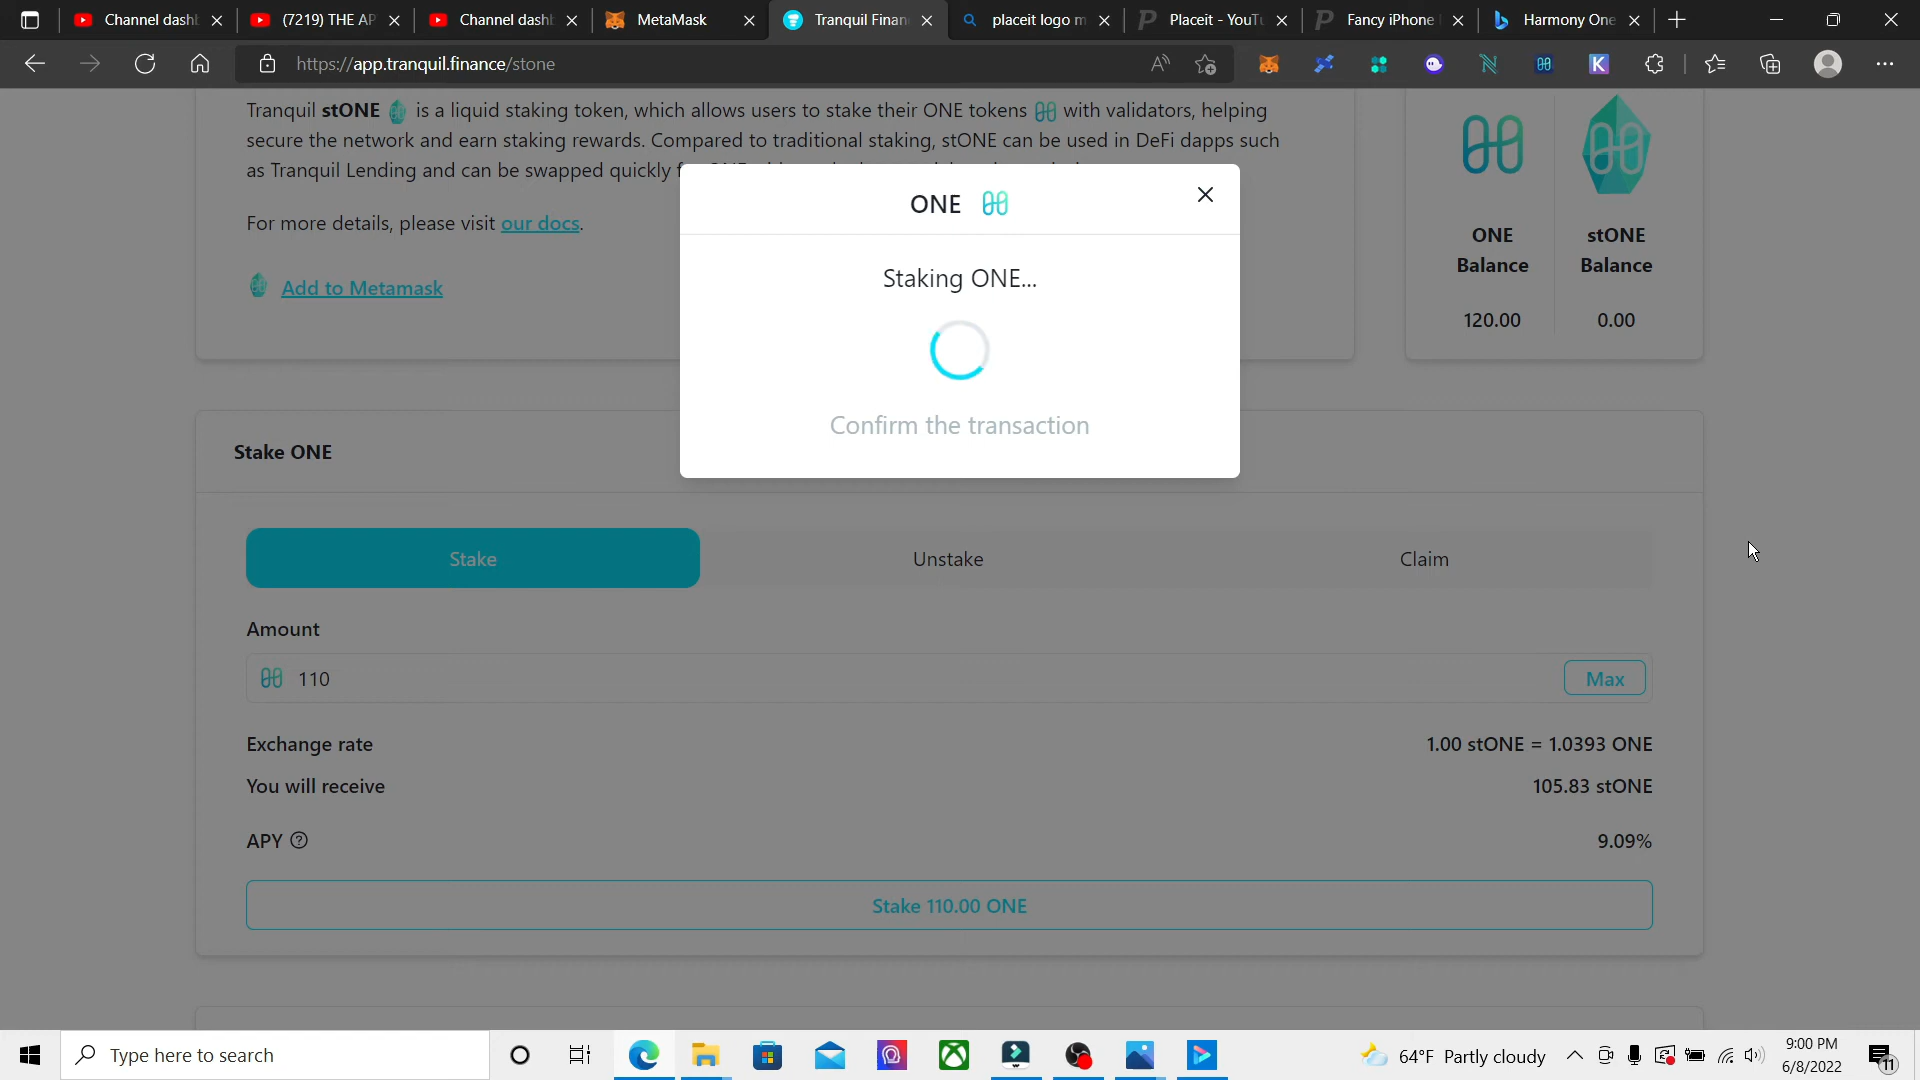 Channel dashb
(7219) THE AP
Channel dashb
MetaMask
Tranquil Finan
placeit logo m
Placeit - YouTu
Fancy iPhone
Harmony One
https://app.tranquil.finance/stone
Tranquil stONE is a liquid staking token, which allows users to stake their ONE tokens with validators, helping
secure the network and earn staking rewards. Compared to traditional staking, stONE can be used in DeFi dapps such
as Tranquil Lending and can be swapped quickly
For more details, please visit our docs.
Add to Metamask
ONE
Balance
120.00
stONE
Balance
0.00
ONE
Staking ONE...
Confirm the transaction
Stake ONE
Stake
Unstake
Claim
Amount
110
Max
Exchange rate
1.00 stONE = 1.0393 ONE
You will receive
105.83 stONE
APY ?
9.09%
Stake 110.00 ONE
Type here to search
64°F Partly cloudy
9:00 PM
6/8/2022
11